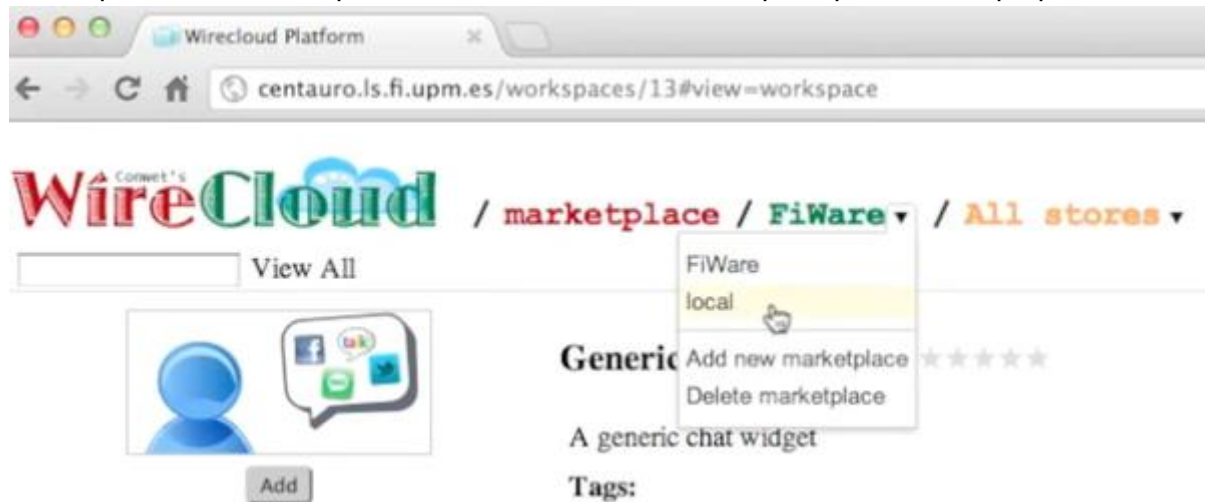 Wirecloud Platform
centauro.ls.fi.upm.es/workspaces/13#view=workspace
Conwet's
WireCloud / marketplace / FiWare / All stores
View All
FiWare
local
Generic
Add new marketplace
Delete marketplace
A generic chat widget
talk
Add
Tags: